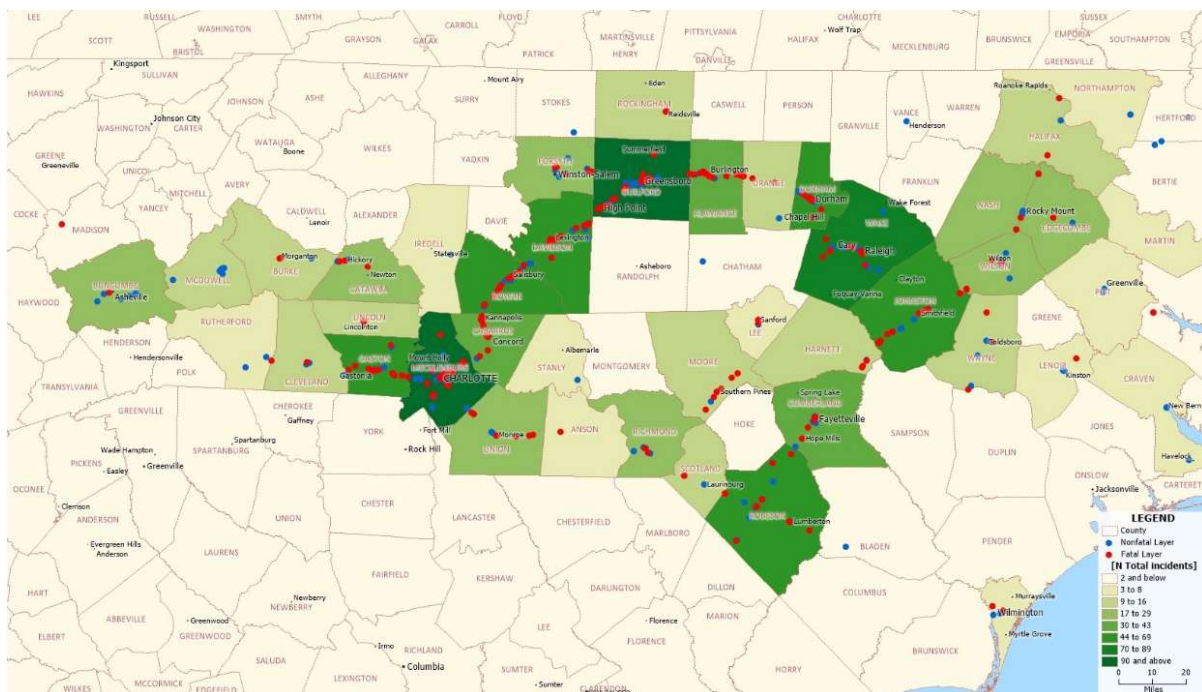 LEE
RUSSELL
WASHINGTON
SMYTH
WYTHE
CARROLL
FLOYD
PATRICK
FRANKLIN
PITTSYLVANIA
HALIFAX
CHARLOTTE
Wolf Trap
LUNENBURG
MECKLENBURG
BRUNSWICK
SUSSEX
EMPORIA
SOUTHAMPTON
GREENSVILLE
SCOTT
WASHINGTON
BRISTOL
GRAYSON
GALAX
MARTINSVILLE
HENRY
DANVILLE
Kingsport
SULLIVAN
HAWKINS
JOHNSON
ASHE
ALLEGHANY
SURRY
Mount Airy
STOKES
Eden
ROCKINGHAM
Reidsville
CASWELL
PERSON
GRANVILLE
VANCE
Henderson
WARREN
Roanoke Rapids
NORTHAMPTON
HERTFORD
HALIFAX
WASHINGTON
Johnson City
CARTER
GREENE
Greeneville
UNICOI
MITCHELL
AVERY
WATAUGA
Boone
WILKES
YADKIN
FORSYTH
Winston-Salem
Summerfield
Greensboro
GUILFORD
High Point
Burlington
ALAMANCE
ORANGE
DURHAM
Durham
Chapel Hill
FRANKLIN
Wake Forest
WAKE
Cary
Raleigh
NASH
Rocky Mount
EDGECOMBE
BERTIE
MARTIN
COCKE
MADISON
YANCEY
CALDWELL
Lenoir
ALEXANDER
IREDELL
Statesville
DAVIE
DAVIDSON
Lexington
RANDOLPH
Asheboro
CHATHAM
Fuquay-Varina
Clayton
JOHNSTON
Smithfield
Wilson
WILSON
PITT
Greenville
HAYWOOD
BUNCOMBE
Asheville
MCDOWELL
BURKE
Morganton
Hickory
Newton
CATAWBA
Salisbury
ROWAN
Kannapolis
CABARRUS
Concord
HENDERSON
Hendersonville
POLK
RUTHERFORD
CLEVELAND
LINCOLN
Lincolnton
GASTON
Gastonia
Mount Holly
MECKLENBURG
CHARLOTTE
STANLY
Albemarle
MONTGOMERY
MOORE
Southern Pines
LEE
Sanford
HARNETT
Spring Lake
CUMBERLAND
Fayetteville
Hope Mills
WAYNE
Goldsboro
GREENE
LENOIR
Kinston
CRAVEN
New Bern
Havelock
TRANSYLVANIA
GREENVILLE
CHEROKEE
Gaffney
YORK
Fort Mill
Rock Hill
UNION
Monroe
ANSON
RICHMOND
SCOTLAND
Laurinburg
HOKE
SAMPSON
DUPLIN
JONES
ONSLOW
Jacksonville
CARTERET
PICKENS
Easley
Wade Hampton
Greenville
Spartanburg
SPARTANBURG
OCONEE
Clemson
ANDERSON
Evergreen Hills
Anderson
LAURENS
UNION
CHESTER
LANCASTER
CHESTERFIELD
MARLBORO
ROBESON
Lumberton
BLADEN
PENDER
HART
ABBEVILLE
GREENWOOD
Greenwood
NEWBERRY
Newberry
FAIRFIELD
KERSHAW
DARLINGTON
DILLON
MARION
COLUMBUS
Murraysville
Wilmington
Myrtle Grove
BRUNSWICK
ELBERT
SALUDA
Irmo
RICHLAND
Columbia
LEE
Florence
FLORENCE
HORRY
WILKES
MCCORMICK
EDGEFIELD
LEXINGTON
SUMTER
Sumter
CLARENDON
LEGEND
County
Nonfatal Layer
Fatal Layer
[N Total incidents]
2 and below
3 to 8
9 to 16
17 to 29
30 to 43
44 to 69
70 to 89
90 and above
0 10 20
Miles